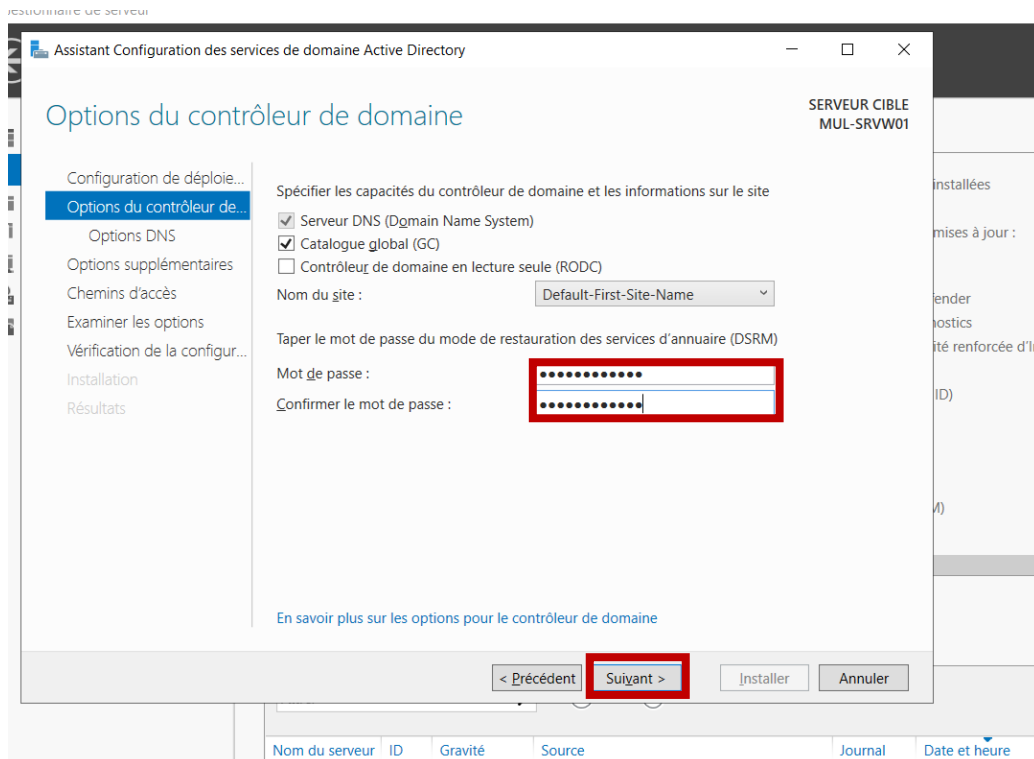 Gestionnaire de serveur
Assistant Configuration des services de domaine Active Directory
Options du contrôleur de domaine
SERVEUR CIBLE
MUL-SRVW01
Configuration de déploie...
Options du contrôleur de...
Options DNS
Options supplémentaires
Chemins d'accès
Examiner les options
Vérification de la configur...
Installation
Résultats
Spécifier les capacités du contrôleur de domaine et les informations sur le site
Serveur DNS (Domain Name System)
Catalogue global (GC)
Contrôleur de domaine en lecture seule (RODC)
Nom du site :
Default-First-Site-Name
Taper le mot de passe du mode de restauration des services d'annuaire (DSRM)
Mot de passe :
●●●●●●●●●●●●
Confirmer le mot de passe :
●●●●●●●●●●●●
En savoir plus sur les options pour le contrôleur de domaine
< Précédent
Suivant >
Installer
Annuler
installées
mises à jour :
ID)
Nom du serveur ID Gravité Source Journal Date et heure